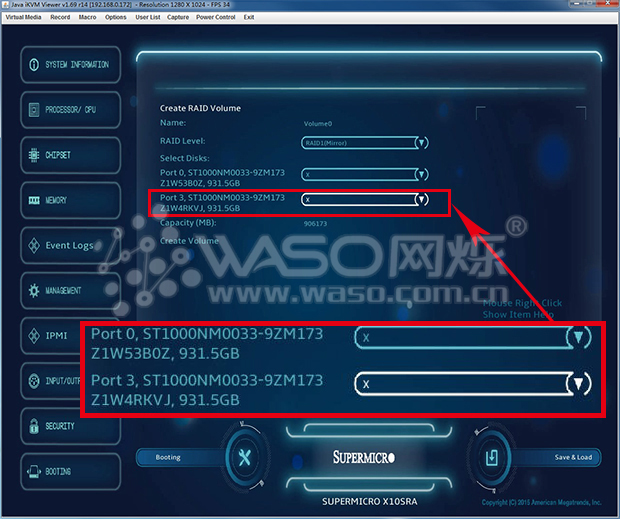 Java iKVM Viewer v1.69 r14 [192.168.0.172] - Resolution 1280 X 1024 - FPS 34
Virtual Media Record Macro Options User List Capture Power Control Exit
SYSTEM INFORMATION
PROCESSOR/ CPU
CHIPSET
MEMORY
Event Logs
MANAGEMENT
IPMI
INPUT/OUTP
SECURITY
BOOTING
Create RAID Volume
Name: Volume0
RAID Level: RAID1(Mirror)
Select Disks:
Port 0, ST1000NM0033-9ZM173 X
Z1W53B0Z, 931.5GB
Port 3, ST1000NM0033-9ZM173 X
Z1W4RKVJ, 931.5GB
Capacity (MB): 906173
Create Volume
WASO网烁®
www.waso.com.cn
Mouse Right Click
Show Item Help
Port 0, ST1000NM0033-9ZM173 X
Z1W53B0Z, 931.5GB
Port 3, ST1000NM0033-9ZM173 X
Z1W4RKVJ, 931.5GB
Booting
SUPERMICRO
Save & Load
SUPERMICRO X10SRA
Copyright (C) 2015 American Megatrends, Inc.